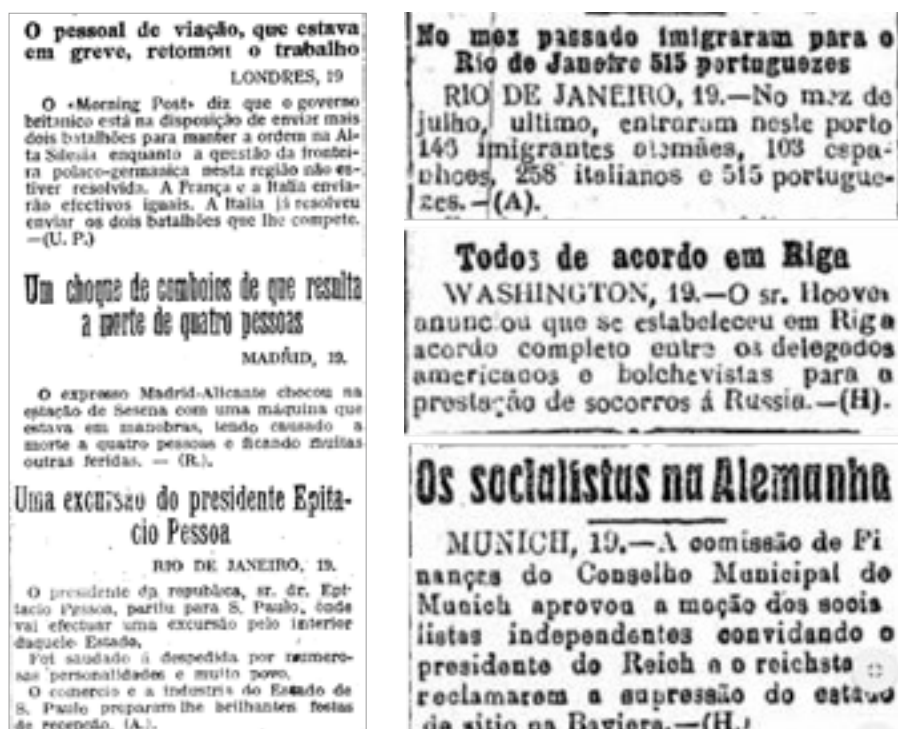 O pessoal de viação, que estava
em greve, retomou o trabalho
LONDRES, 19
O «Morning Post» diz que o governo
britanico está na disposição de enviar mais
dois batalhões para manter a ordem na Al-
ta Silesia enquanto a questão da frontei-
ra polaco-germanica nesta região não es-
tiver resolvida. A França e a Italia envia-
rão efectivos iguais. A Italia já resolveu
enviar os dois batalhões que lhe compete.
—(U. P.)
Um choque de comboios de que resulta
a morte de quatro pessoas
MADRID, 19.
O expresso Madrid-Alicante chocou na
estação de Sesena com uma máquina que
estava em manobras, tendo causado a
morte a quatro pessoas e ficando muitas
outras feridas. — (R.).
Uma excursão do presidente Epita-
cio Pessoa
RIO DE JANEIRO, 19.
O presidente da republica, sr. dr. Epi-
tacio Pessoa, partiu para S. Paulo, onde
vai efectuar uma excursão pelo interior
daquele Estado.
Foi saudado á despedida por numero-
sas personalidades e muito povo.
O comercio e a industria do Estado de
S. Paulo preparam lhe brilhantes festas
de recepção. (A.).
No mez passado imigraram para o
Rio de Janeiro 515 portuguezes
RIO DE JANEIRO, 19.—No mez de
julho, ultimo, entraram neste porto
imigrantes alemães, 103 espa-
nhoes, 258 italianos e 515 portugue-
zes.—(A).
Todos de acordo em Riga
WASHINGTON, 19.—O sr. Hoover
anunciou que se estabeleceu em Riga
acordo completo entre os delegados
americanos e bolchevistas para a
prestação de socorros á Russia.—(H).
Os socialistas na Alemanha
MUNICH, 19.—A comissão de Fi
nanças do Conselho Municipal de
Munich aprovou a moção dos socia
listas independentes convidando o
presidente do Reich e o reichsta
reclamarem a supressão do estado
de sitio na Baviera.—(H.)